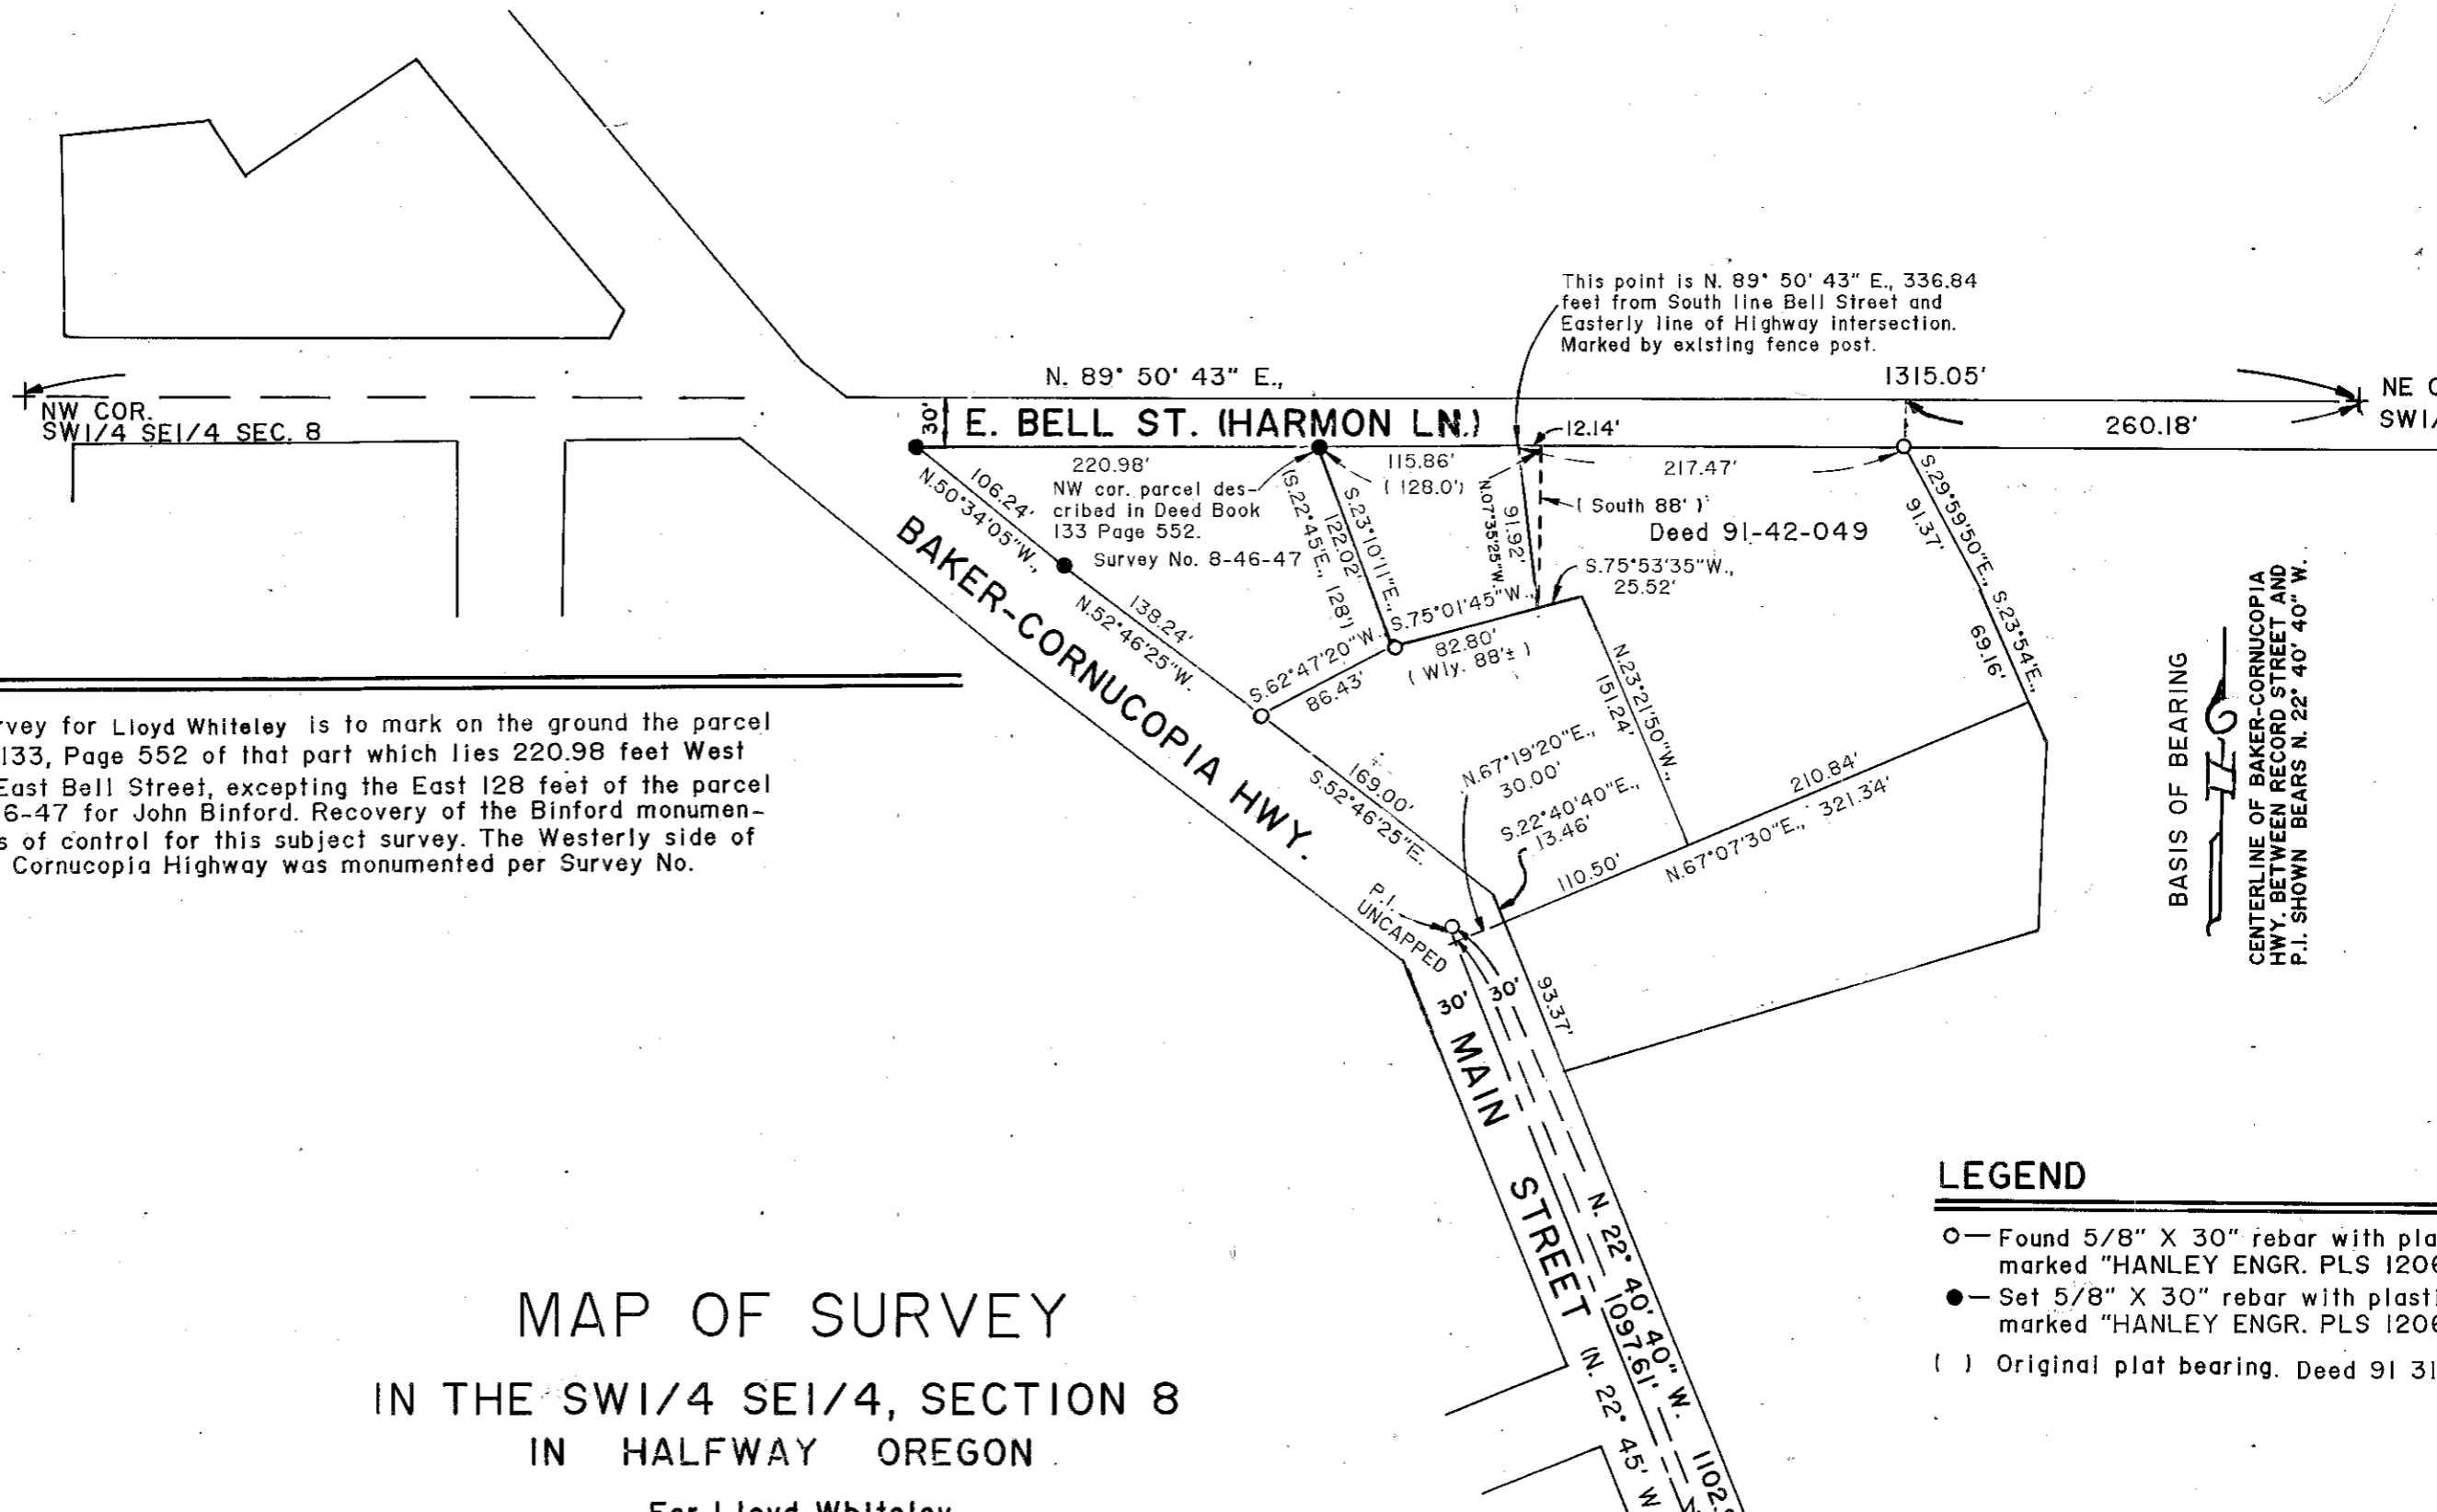 This point is N. 89° 50' 43" E., 336.84
feet from South line Bell Street and
Easterly line of Highway intersection.
Marked by existing fence post.
N. 89° 50' 43" E.,
1315.05'
NW COR.
SW1/4 SE1/4 SEC. 8
30'
E. BELL ST. (HARMON LN.)
12.14'
260.18'
NE
SW1/
220.98'
115.86'
( 128.0')
217.47'
NW cor. parcel des-
cribed in Deed Book
133 Page 552.
Survey No. 8-46-47
( South 88' )
Deed 91-42-049
106.24'
N.50°34'05"W.,
138.24'
N.52°46'25"W.
BAKER-CORNUCOPIA HWY.
(S.22°45'E., 128')
S.23°10'11"E.,
122.02'
N.07°35'25"W.
91.92'
S.75°53'35"W.,
25.52'
S.29°59'50"E.,
91.37'
S.23°54'E.,
69.16'
S.62°47'20"W.
86.43'
S.75°01'45"W.,
82.80'
( Wly. 88'± )
N.23°21'50"W.,
151.24'
169.00'
S.52°46'25"E.
N.67°19'20"E.,
30.00'
S.22°40'40"E.,
13.46'
110.50'
210.84'
N.67°07'30"E., 321.34'
P.I.
UNCAPPED
30'
30'
93.37'
MAIN STREET
N. 22° 40' 40" W.
1097.61'
(N. 22° 45' W
1102.
BASIS OF BEARING
CENTERLINE OF BAKER-CORNUCOPIA
HWY. BETWEEN RECORD STREET AND
P.I. SHOWN BEARS N. 22° 40' 40" W.
rvey for Lloyd Whiteley is to mark on the ground the parcel
133, Page 552 of that part which lies 220.98 feet West
East Bell Street, excepting the East 128 feet of the parcel
6-47 for John Binford. Recovery of the Binford monumen-
s of control for this subject survey. The Westerly side of
Cornucopia Highway was monumented per Survey No.
LEGEND
Found 5/8" X 30" rebar with pla
marked "HANLEY ENGR. PLS 1206
Set 5/8" X 30" rebar with plasti
marked "HANLEY ENGR. PLS 1206
( ) Original plat bearing. Deed 91 31
MAP OF SURVEY
IN THE SW1/4 SE1/4, SECTION 8
IN HALFWAY OREGON
For Lloyd Whiteley